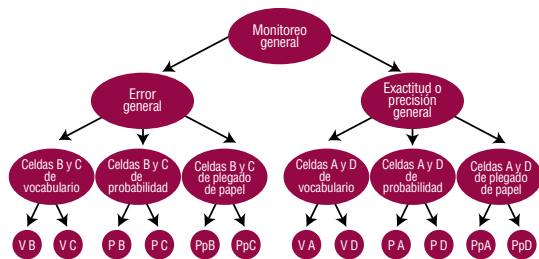 Monitoreo
general
Error
general
Exactitud o
precisión
general
Celdas B y C
de
vocabulario
Celdas B y C
de
probabilidad
Celdas B y C
de plegado
de papel
Celdas A y D
de
vocabulario
Celdas A y D
de
probabilidad
Celdas A y D
de plegado
de papel
V B
V C
P B
P C
PpB
PpC
V A
V D
P A
P D
PpA
PpD